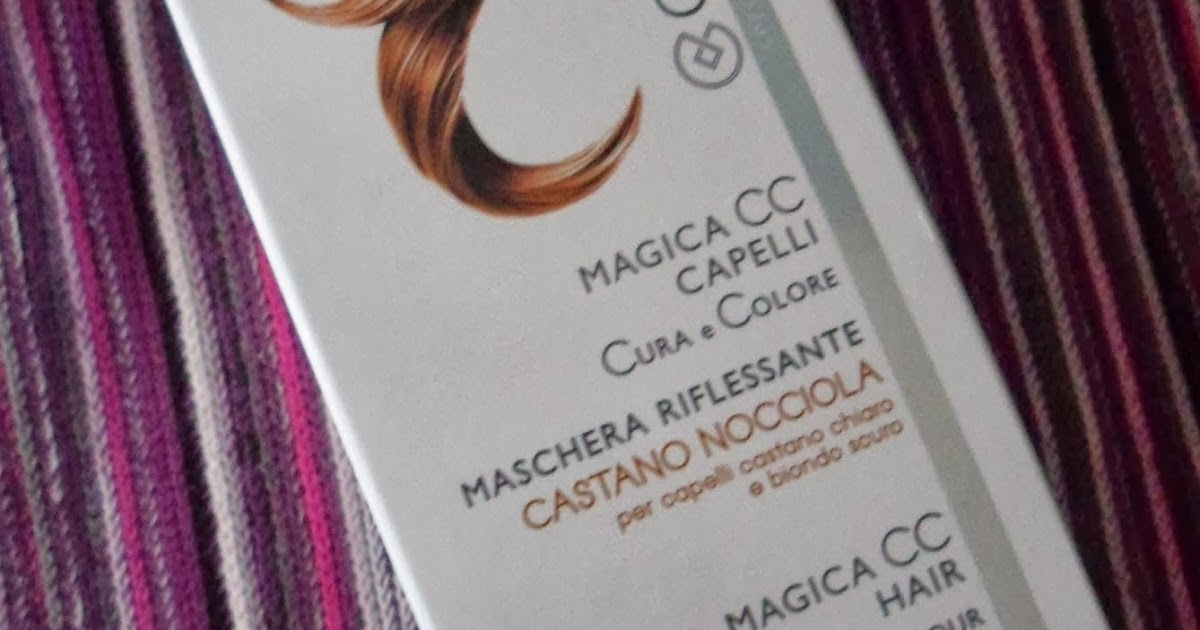 MAGICA CC
CAPELLI
CURA e COLORE
MASCHERA RIFLESSANTE
CASTANO NOCCIOLA
per capelli castano chiaro
e biondo scuro
MAGICA CC
HAIR